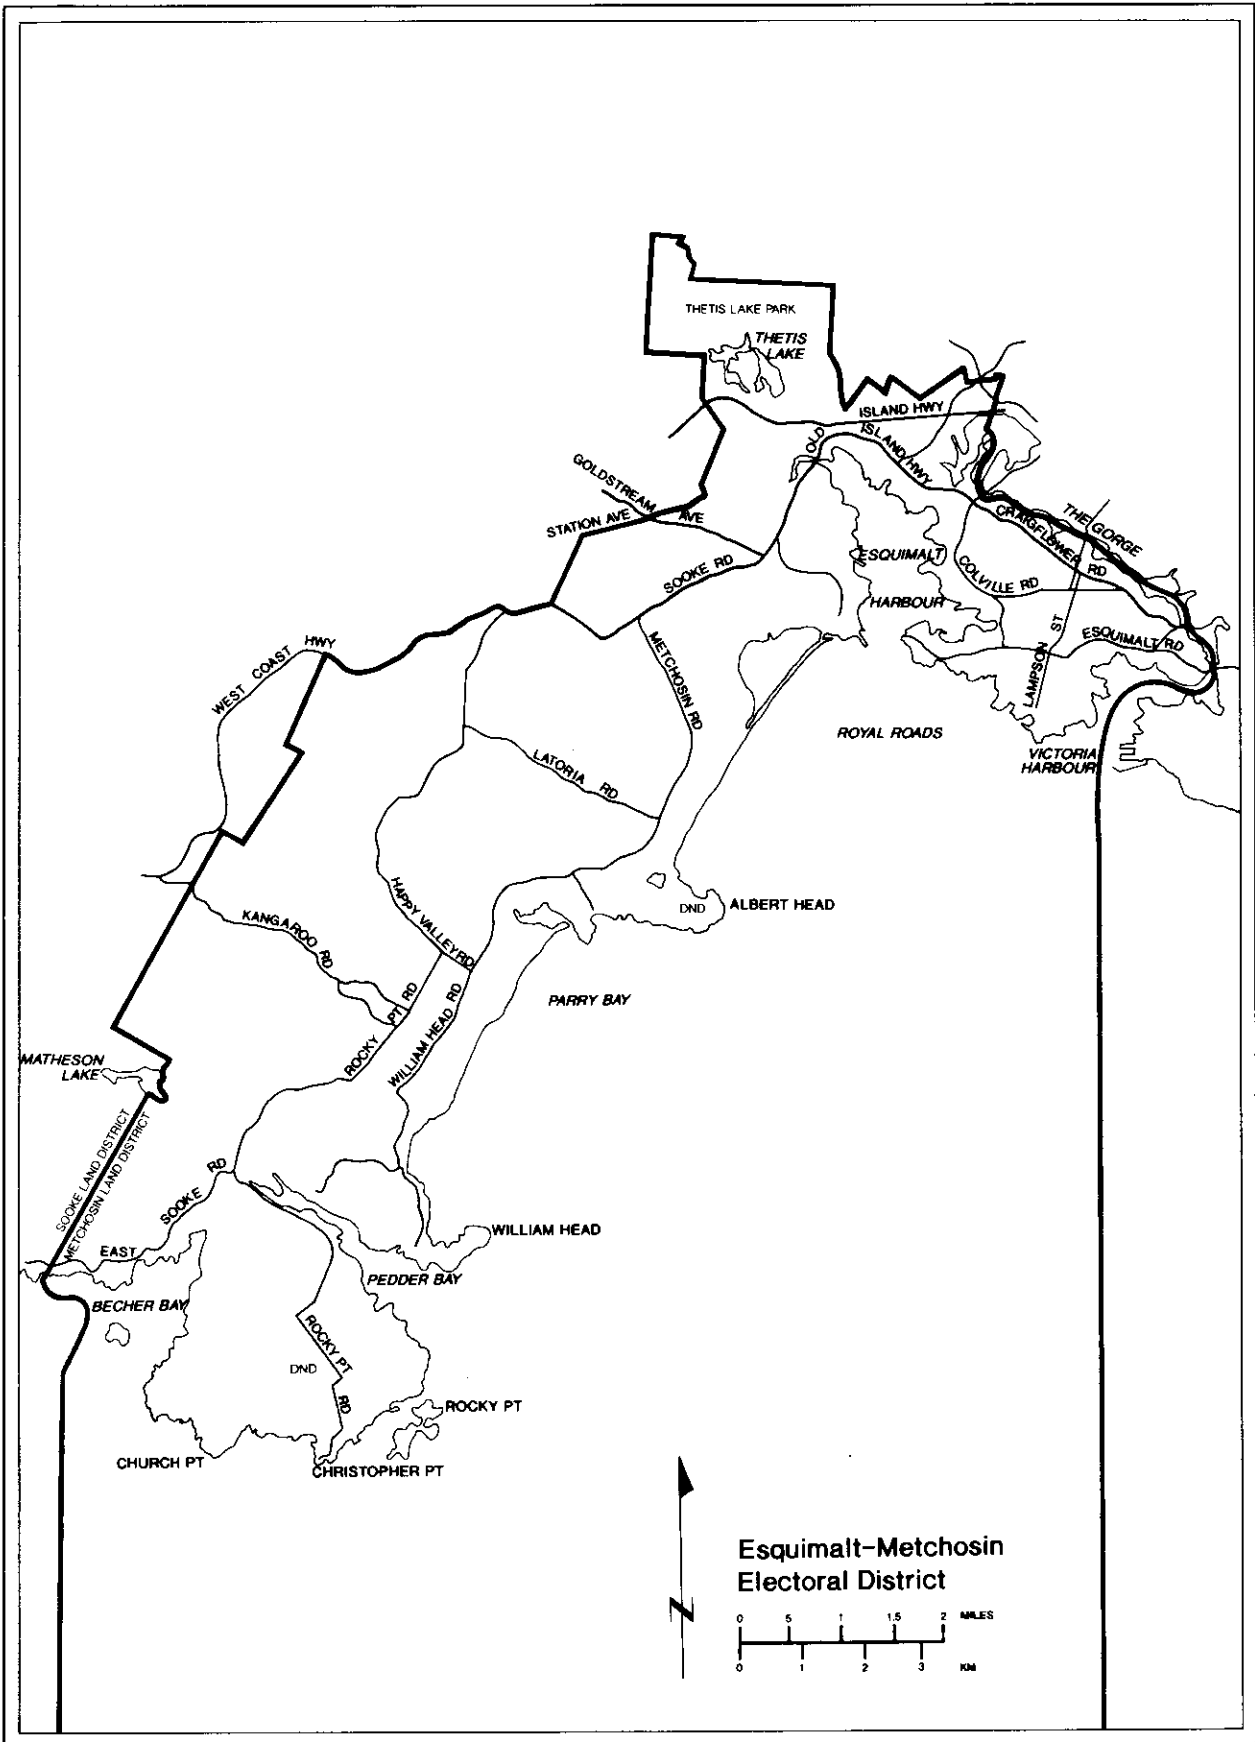 THETIS LAKE PARK
THETIS
LAKE
ISLAND HWY
OLD
ISLAND HWY
GOLDSTREAM
AVE
STATION AVE
THE GORGE
CRAIGFLOWER RD
ESQUIMALT
HARBOUR
COLVILLE RD
SOOKE RD
LAMPSON ST
ESQUIMALT RD
WEST COAST HWY
METCHOSIN RD
ROYAL ROADS
VICTORIA
HARBOUR
LATORIA RD
HAPPY VALLEY RD
DND
ALBERT HEAD
KANGAROO RD
PARRY BAY
ROCKY PT RD
WILLIAM HEAD RD
MATHESON
LAKE
SOOKE LAND DISTRICT
METCHOSIN LAND DISTRICT
EAST SOOKE RD
WILLIAM HEAD
PEDDER BAY
BECHER BAY
ROCKY PT RD
DND
ROCKY PT
CHURCH PT
CHRISTOPHER PT
N
Esquimalt-Metchosin
Electoral District
0 5 1 1.5 2 MILES
0 1 2 3 KM